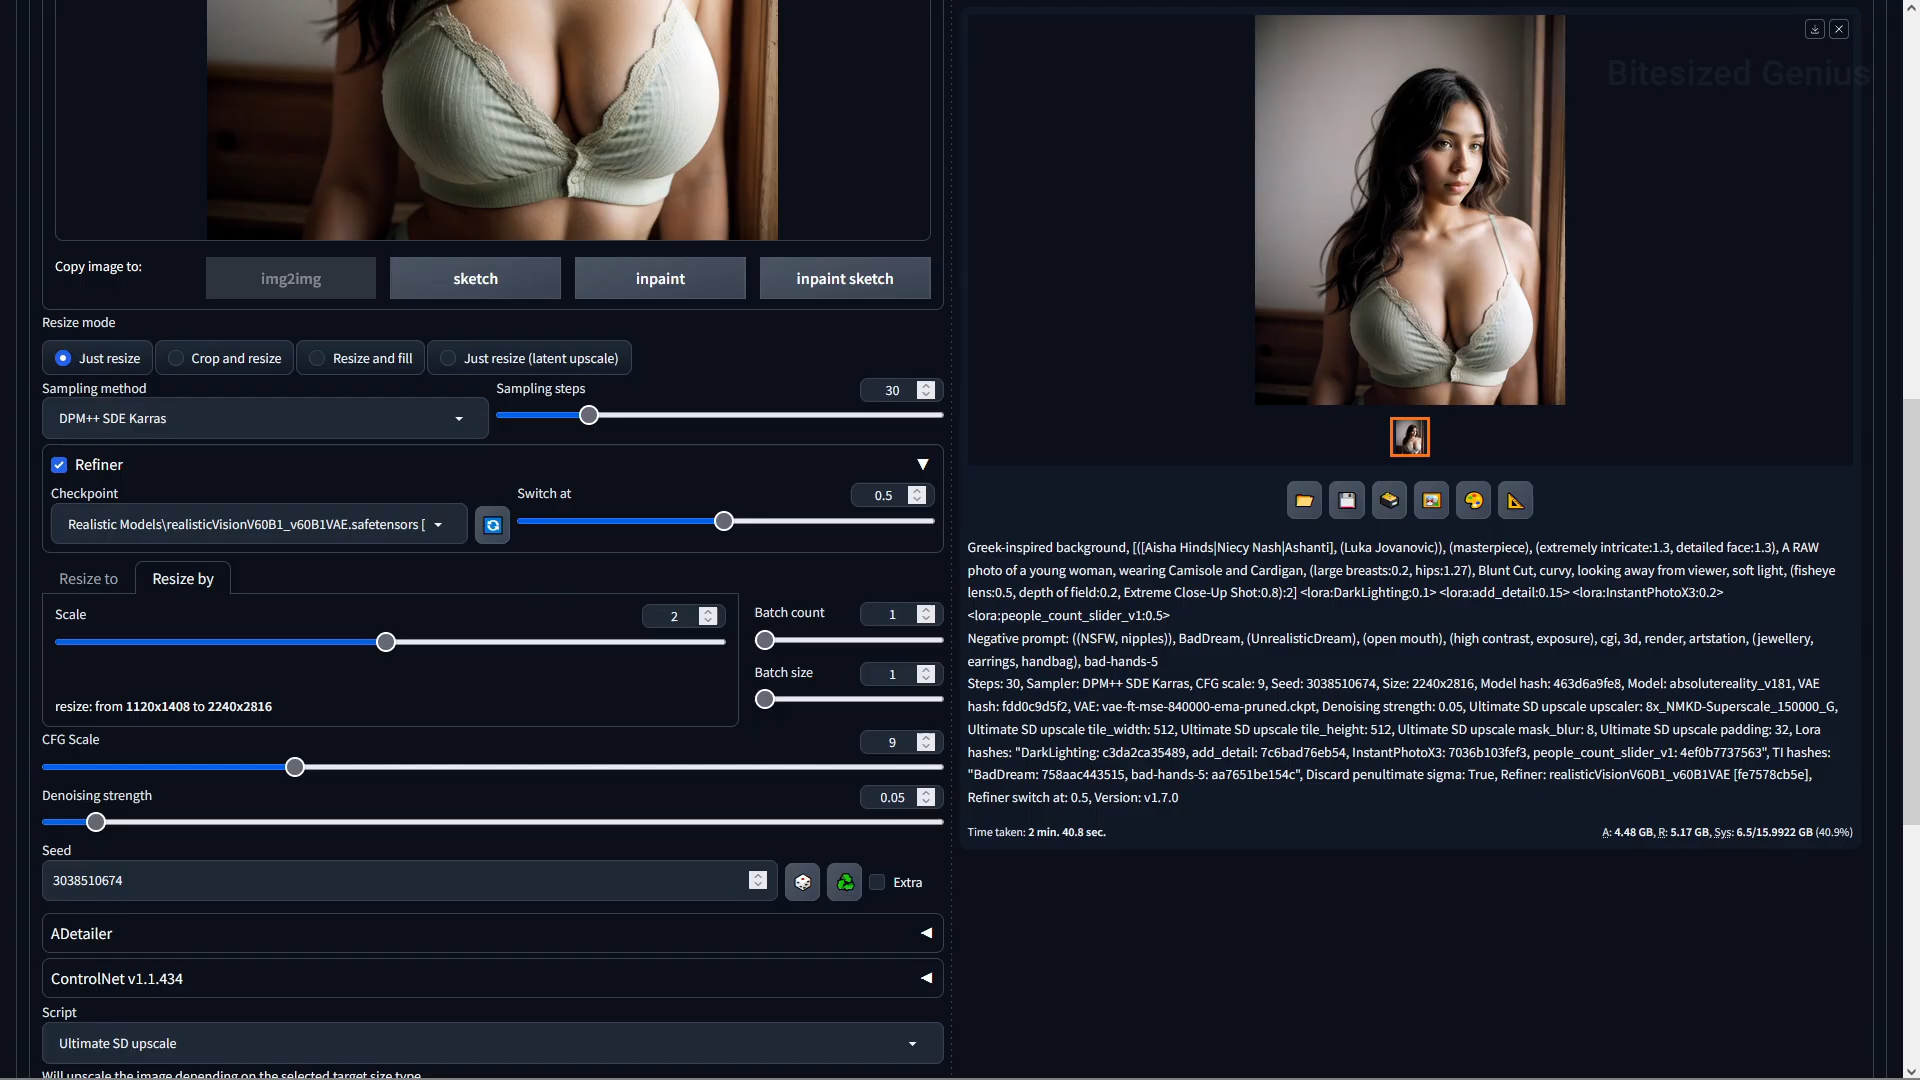 Bitesized Genius
Copy image to:
img2img
sketch
inpaint
inpaint sketch
Resize mode
Just resize
Crop and resize
Resize and fill
Just resize (latent upscale)
Sampling method
DPM++ SDE Karras
Sampling steps
30
Refiner
Checkpoint
Realistic Models\realisticVisionV60B1_v60B1VAE.safetensors [
Switch at
0.5
Resize to
Resize by
Scale
2
resize: from 1120x1408 to 2240x2816
Batch count
1
Batch size
1
CFG Scale
9
Denoising strength
0.05
Seed
3038510674
Extra
ADetailer
ControlNet v1.1.434
Script
Ultimate SD upscale
Will upscale the image depending on the selected target size type
Greek-inspired background, [([Aisha Hinds|Niecy Nash|Ashanti], (Luka Jovanovic)), (masterpiece), (extremely intricate:1.3, detailed face:1.3), A RAW
photo of a young woman, wearing Camisole and Cardigan, (large breasts:0.2, hips:1.27), Blunt Cut, curvy, looking away from viewer, soft light, (fisheye
lens:0.5, depth of field:0.2, Extreme Close-Up Shot:0.8):2] <lora:DarkLighting:0.1> <lora:add_detail:0.15> <lora:InstantPhotoX3:0.2>
<lora:people_count_slider_v1:0.5>
Negative prompt: ((NSFW, nipples)), BadDream, (UnrealisticDream), (open mouth), (high contrast, exposure), cgi, 3d, render, artstation, (jewellery,
earrings, handbag), bad-hands-5
Steps: 30, Sampler: DPM++ SDE Karras, CFG scale: 9, Seed: 3038510674, Size: 2240x2816, Model hash: 463d6a9fe8, Model: absolutereality_v181, VAE
hash: fdd0c9d5f2, VAE: vae-ft-mse-840000-ema-pruned.ckpt, Denoising strength: 0.05, Ultimate SD upscale upscaler: 8x_NMKD-Superscale_150000_G,
Ultimate SD upscale tile_width: 512, Ultimate SD upscale tile_height: 512, Ultimate SD upscale mask_blur: 8, Ultimate SD upscale padding: 32, Lora
hashes: "DarkLighting: c3da2ca35489, add_detail: 7c6bad76eb54, InstantPhotoX3: 7036b103fef3, people_count_slider_v1: 4ef0b7737563", TI hashes:
"BadDream: 758aac443515, bad-hands-5: aa7651be154c", Discard penultimate sigma: True, Refiner: realisticVisionV60B1_v60B1VAE [fe7578cb5e],
Refiner switch at: 0.5, Version: v1.7.0
Time taken: 2 min. 40.8 sec.
A: 4.48 GB, R: 5.17 GB, Sys: 6.5/15.9922 GB (40.9%)